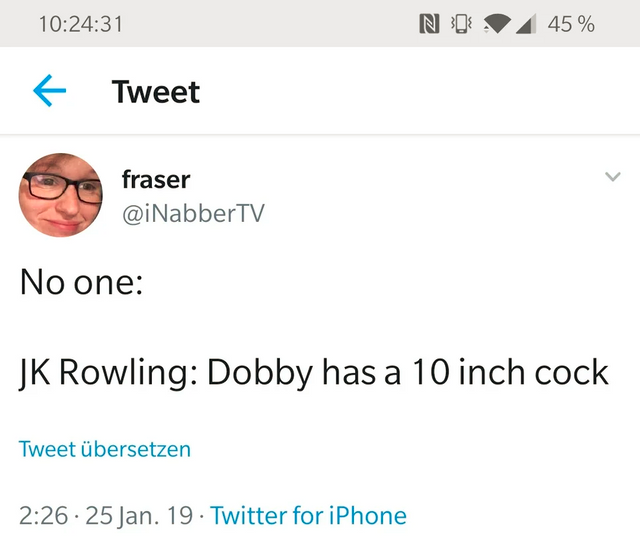 10:24:31 45 %
Tweet
fraser
@iNabberTV
No one:
JK Rowling: Dobby has a 10 inch cock
Tweet übersetzen
2:26 · 25 Jan. 19 · Twitter for iPhone